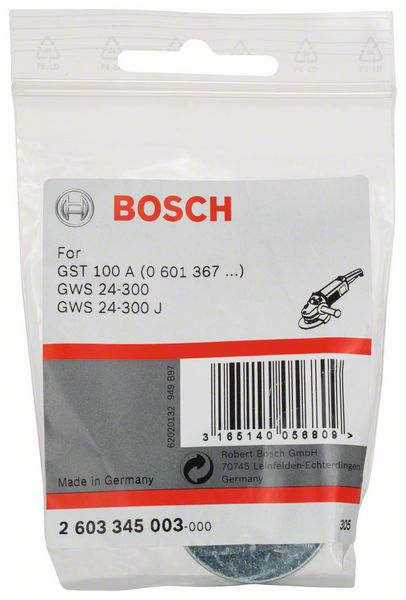 PE-LD
PE-LD
PE-LD
BOSCH
For
GST 100 A (0 601 367 ...)
GWS 24-300
GWS 24-300 J
62020132 949 B97
3 165140 056809 >
Robert Bosch GmbH
70745 Leinfelden-Echterdingen
Germany
Made in Germany
2 603 345 003-000
305